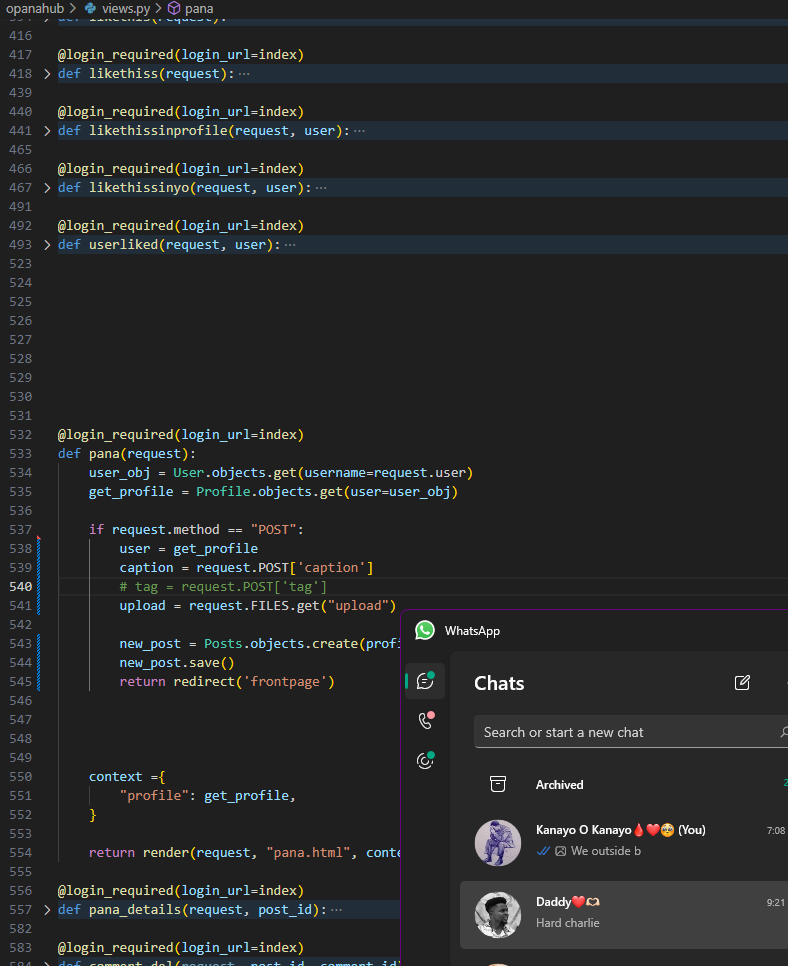 opanahub > views.py > pana
394 > def likethis(request):
416
417 @login_required(login_url=index)
418 > def likethiss(request): ···
439
440 @login_required(login_url=index)
441 > def likethissinprofile(request, user): ···
465
466 @login_required(login_url=index)
467 > def likethissinyo(request, user): ···
491
492 @login_required(login_url=index)
493 > def userliked(request, user): ···
523
524
525
526
527
528
529
530
531
532 @login_required(login_url=index)
533 def pana(request):
534 user_obj = User.objects.get(username=request.user)
535 get_profile = Profile.objects.get(user=user_obj)
536
537 if request.method == "POST":
538 user = get_profile
539 caption = request.POST['caption']
540 # tag = request.POST['tag']
541 upload = request.FILES.get("upload")
542
543 new_post = Posts.objects.create(profi
544 new_post.save()
545 return redirect('frontpage')
546
547
548
549
550 context ={
551 "profile": get_profile,
552 }
553
554 return render(request, "pana.html", conte
555
556 @login_required(login_url=index)
557 > def pana_details(request, post_id): ···
582
583 @login_required(login_url=index)
584 > def comment_del(request, post_id, comment_id)
WhatsApp
Chats
Search or start a new chat
Archived
2
Kanayo O Kanayo🩸❤️🥺 (You)
7:08
We outside b
Daddy❤️🫶
9:21
Hard charlie